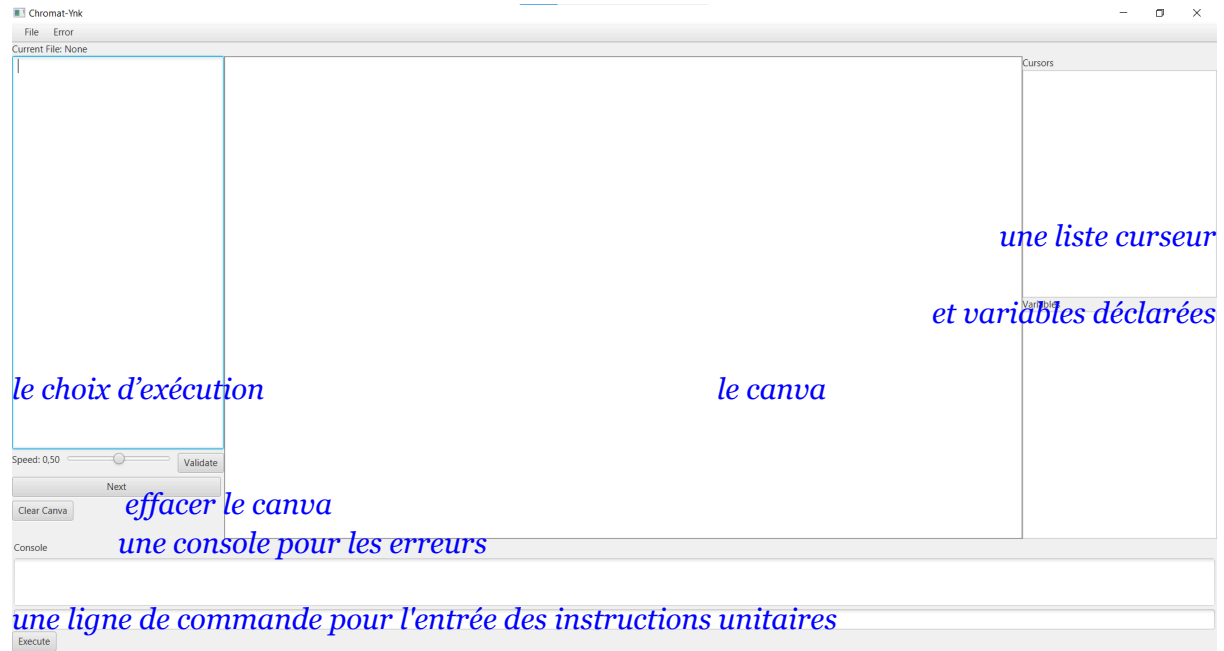 Chromat-Ynk
File Error
Current File: None
Cursors
une liste curseur
Variables
et variables déclarées
le choix d’exécution
le canva
Speed: 0,50
Validate
Next
Clear Canva
effacer le canva
Console
une console pour les erreurs
une ligne de commande pour l'entrée des instructions unitaires
Execute